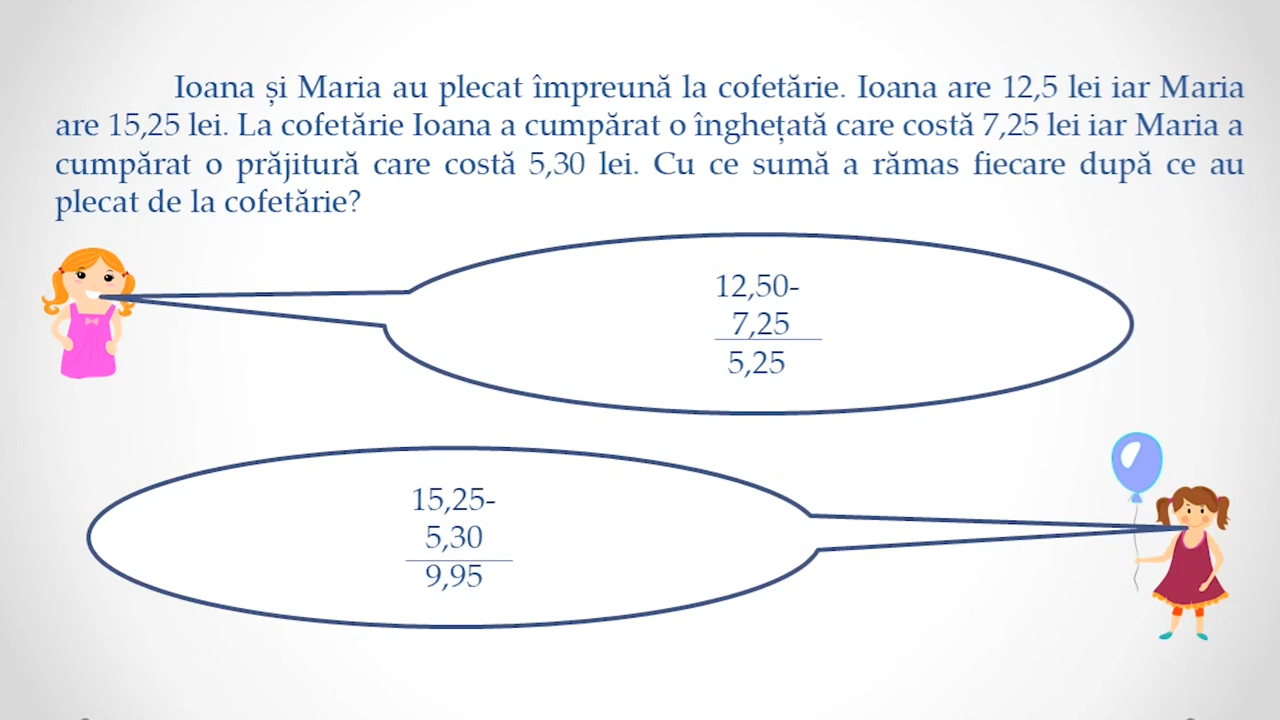 Ioana și Maria au plecat împreună la cofetărie. Ioana are 12,5 lei iar Maria
are 15,25 lei. La cofetărie Ioana a cumpărat o înghețată care costă 7,25 lei iar Maria a
cumpărat o prăjitură care costă 5,30 lei. Cu ce sumă a rămas fiecare după ce au
plecat de la cofetărie?
12,50-
7,25
5,25
15,25-
5,30
9,95